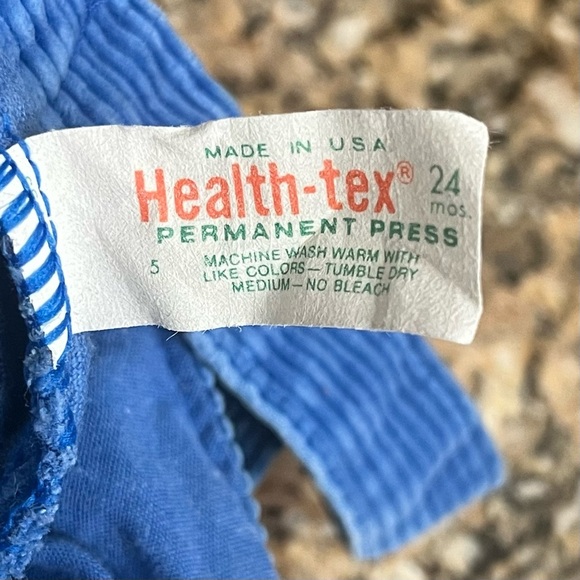 MADE IN USA
Health-tex® 24 mos.
PERMANENT PRESS
5 MACHINE WASH WARM WITH
LIKE COLORS—TUMBLE DRY
MEDIUM—NO BLEACH